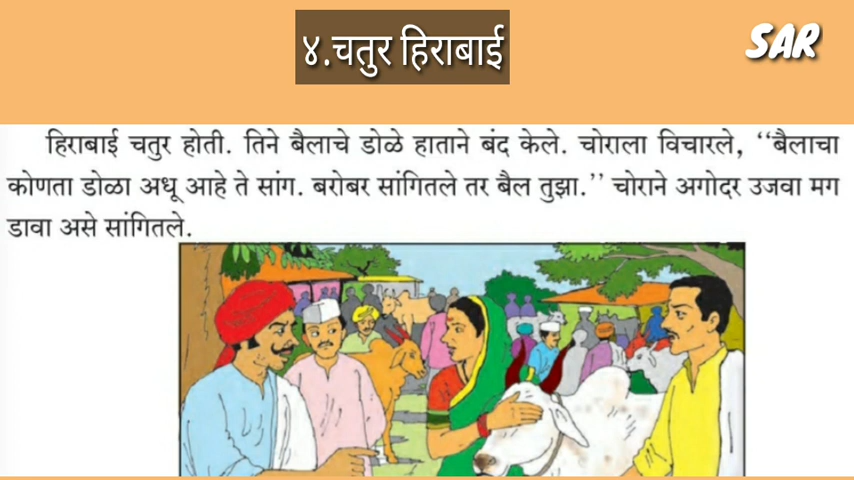 ४.चतुर हिराबाई
SAR
हिराबाई चतुर होती. तिने बैलाचे डोळे हाताने बंद केले. चोराला विचारले, ‘‘बैलाचा
कोणता डोळा अधू आहे ते सांग. बरोबर सांगितले तर बैल तुझा.’’ चोराने अगोदर उजवा मग
डावा असे सांगितले.